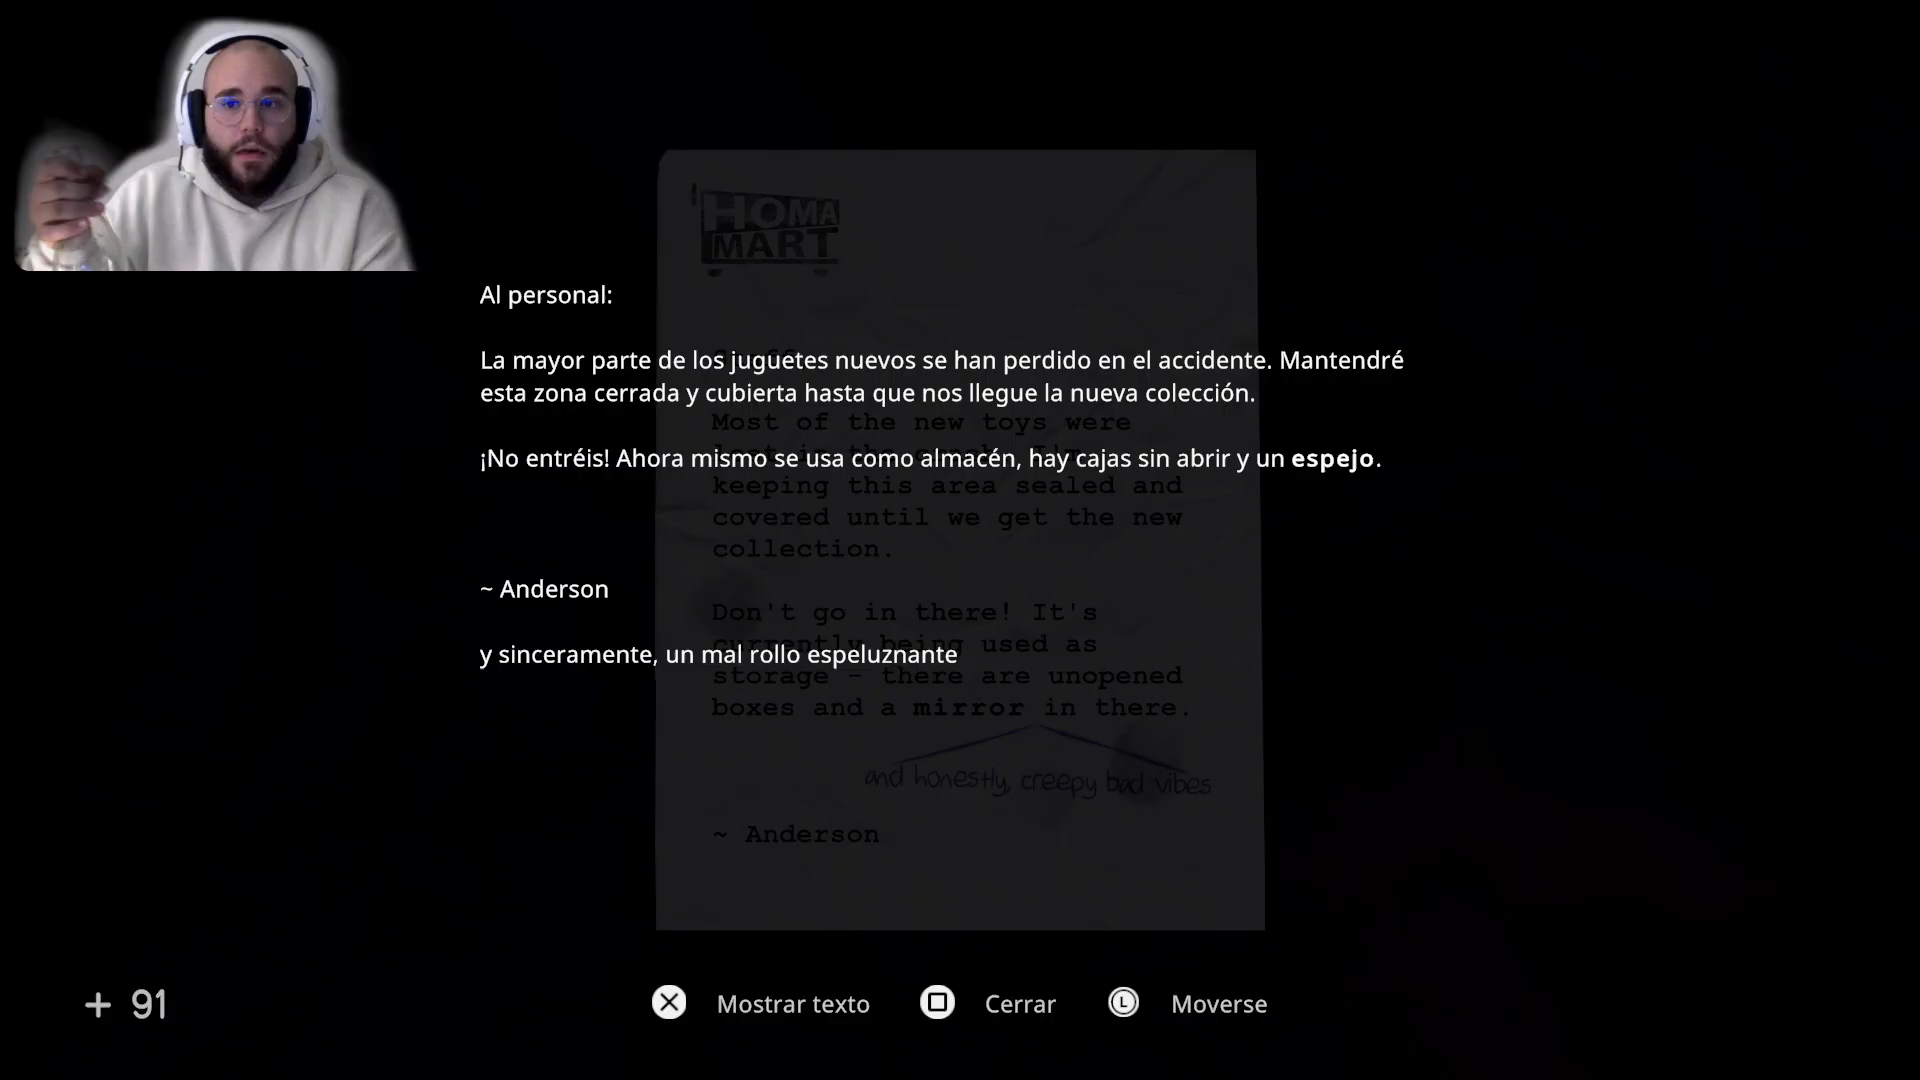 HOMA
MART
Al personal:
La mayor parte de los juguetes nuevos se han perdido en el accidente. Mantendré
esta zona cerrada y cubierta hasta que nos llegue la nueva colección.
Most of the new toys were
¡No entréis! Ahora mismo se usa como almacén, hay cajas sin abrir y un espejo.
keeping this area sealed and
covered until we get the new
collection.
~ Anderson
Don't go in there! It's
currently being used as
y sinceramente, un mal rollo espeluznante
storage - there are unopened
boxes and a mirror in there.
and honestly, creepy bad vibes
~ Anderson
+ 91
Mostrar texto
Cerrar
L
Moverse